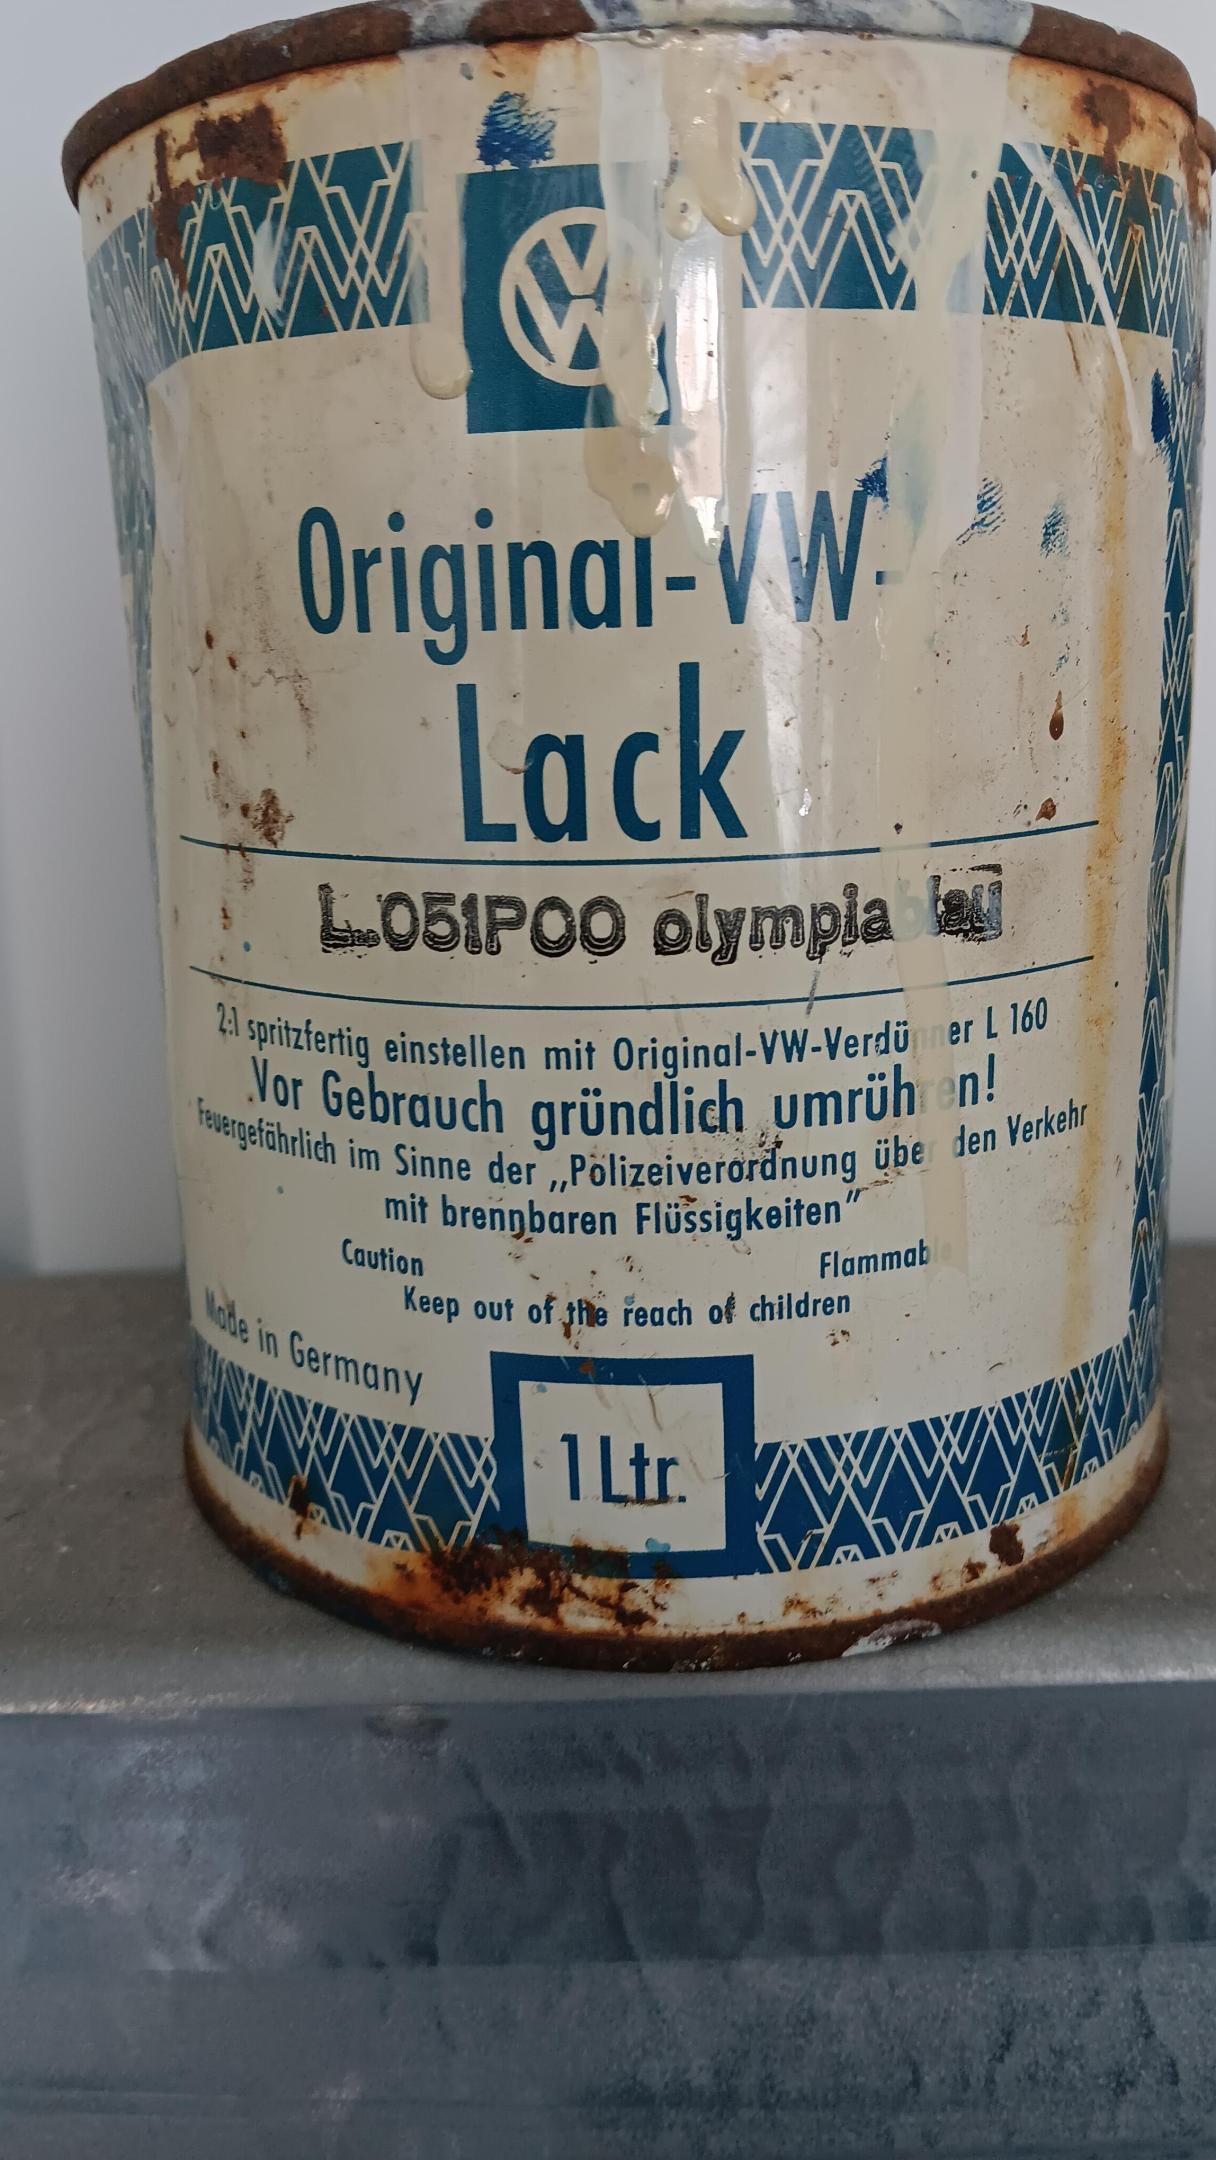 Original-VW-
Lack
L051P00 olympiablau
2:1 spritzfertig einstellen mit Original-VW-Verdünner L 160
Vor Gebrauch gründlich umrühren!
Feuergefährlich im Sinne der „Polizeiverordnung über den Verkehr
mit brennbaren Flüssigkeiten”
Caution Flammable
Keep out of the reach of children
Made in Germany
1 Ltr.